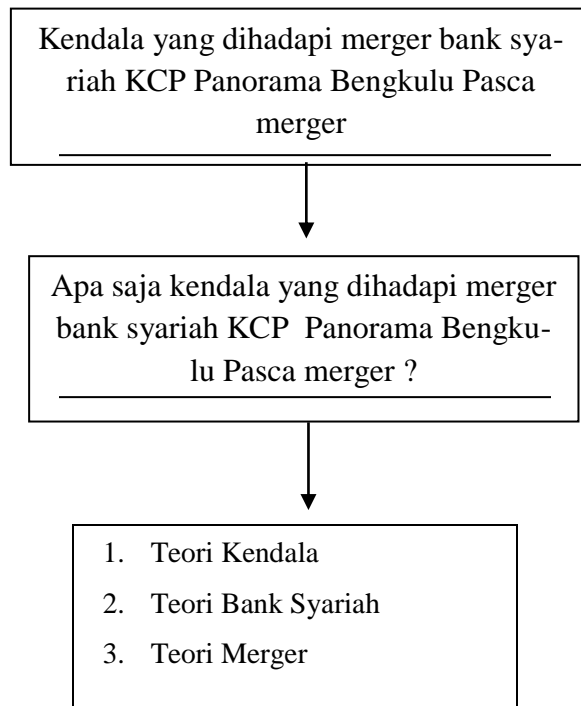 Kendala yang dihadapi merger bank sya-
riah KCP Panorama Bengkulu Pasca
merger
Apa saja kendala yang dihadapi merger
bank syariah KCP Panorama Bengku-
lu Pasca merger ?
1. Teori Kendala
2. Teori Bank Syariah
3. Teori Merger